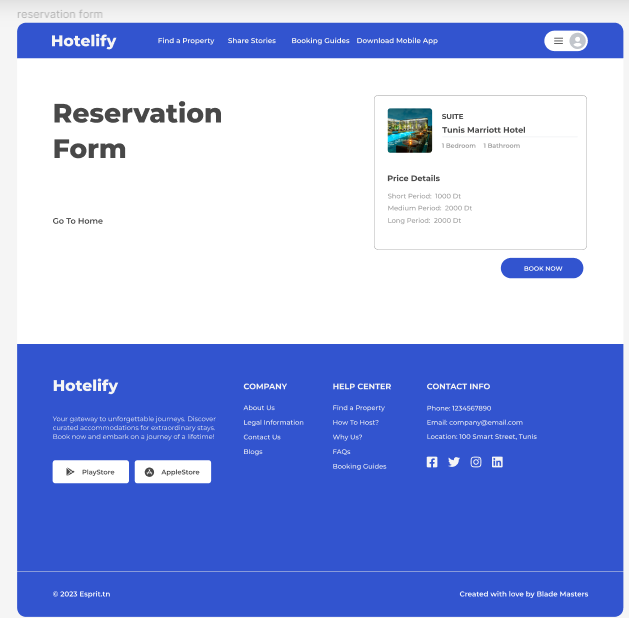 reservation form
Hotelify
Find a Property Share Stories Booking Guides Download Mobile App
Reservation
Form
Go To Home
SUITE
Tunis Marriott Hotel
1 Bedroom 1 Bathroom
Price Details
Short Period: 1000 Dt
Medium Period: 2000 Dt
Long Period: 2000 Dt
BOOK NOW
Hotelify
Your gateway to unforgettable journeys. Discover
curated accommodations for extraordinary stays.
Book now and embark on a journey of a lifetime!
PlayStore
AppleStore
COMPANY
About Us
Legal Information
Contact Us
Blogs
HELP CENTER
Find a Property
How To Host?
Why Us?
FAQs
Booking Guides
CONTACT INFO
Phone: 1234567890
Email: company@email.com
Location: 100 Smart Street, Tunis
© 2023 Esprit.tn
Created with love by Blade Masters